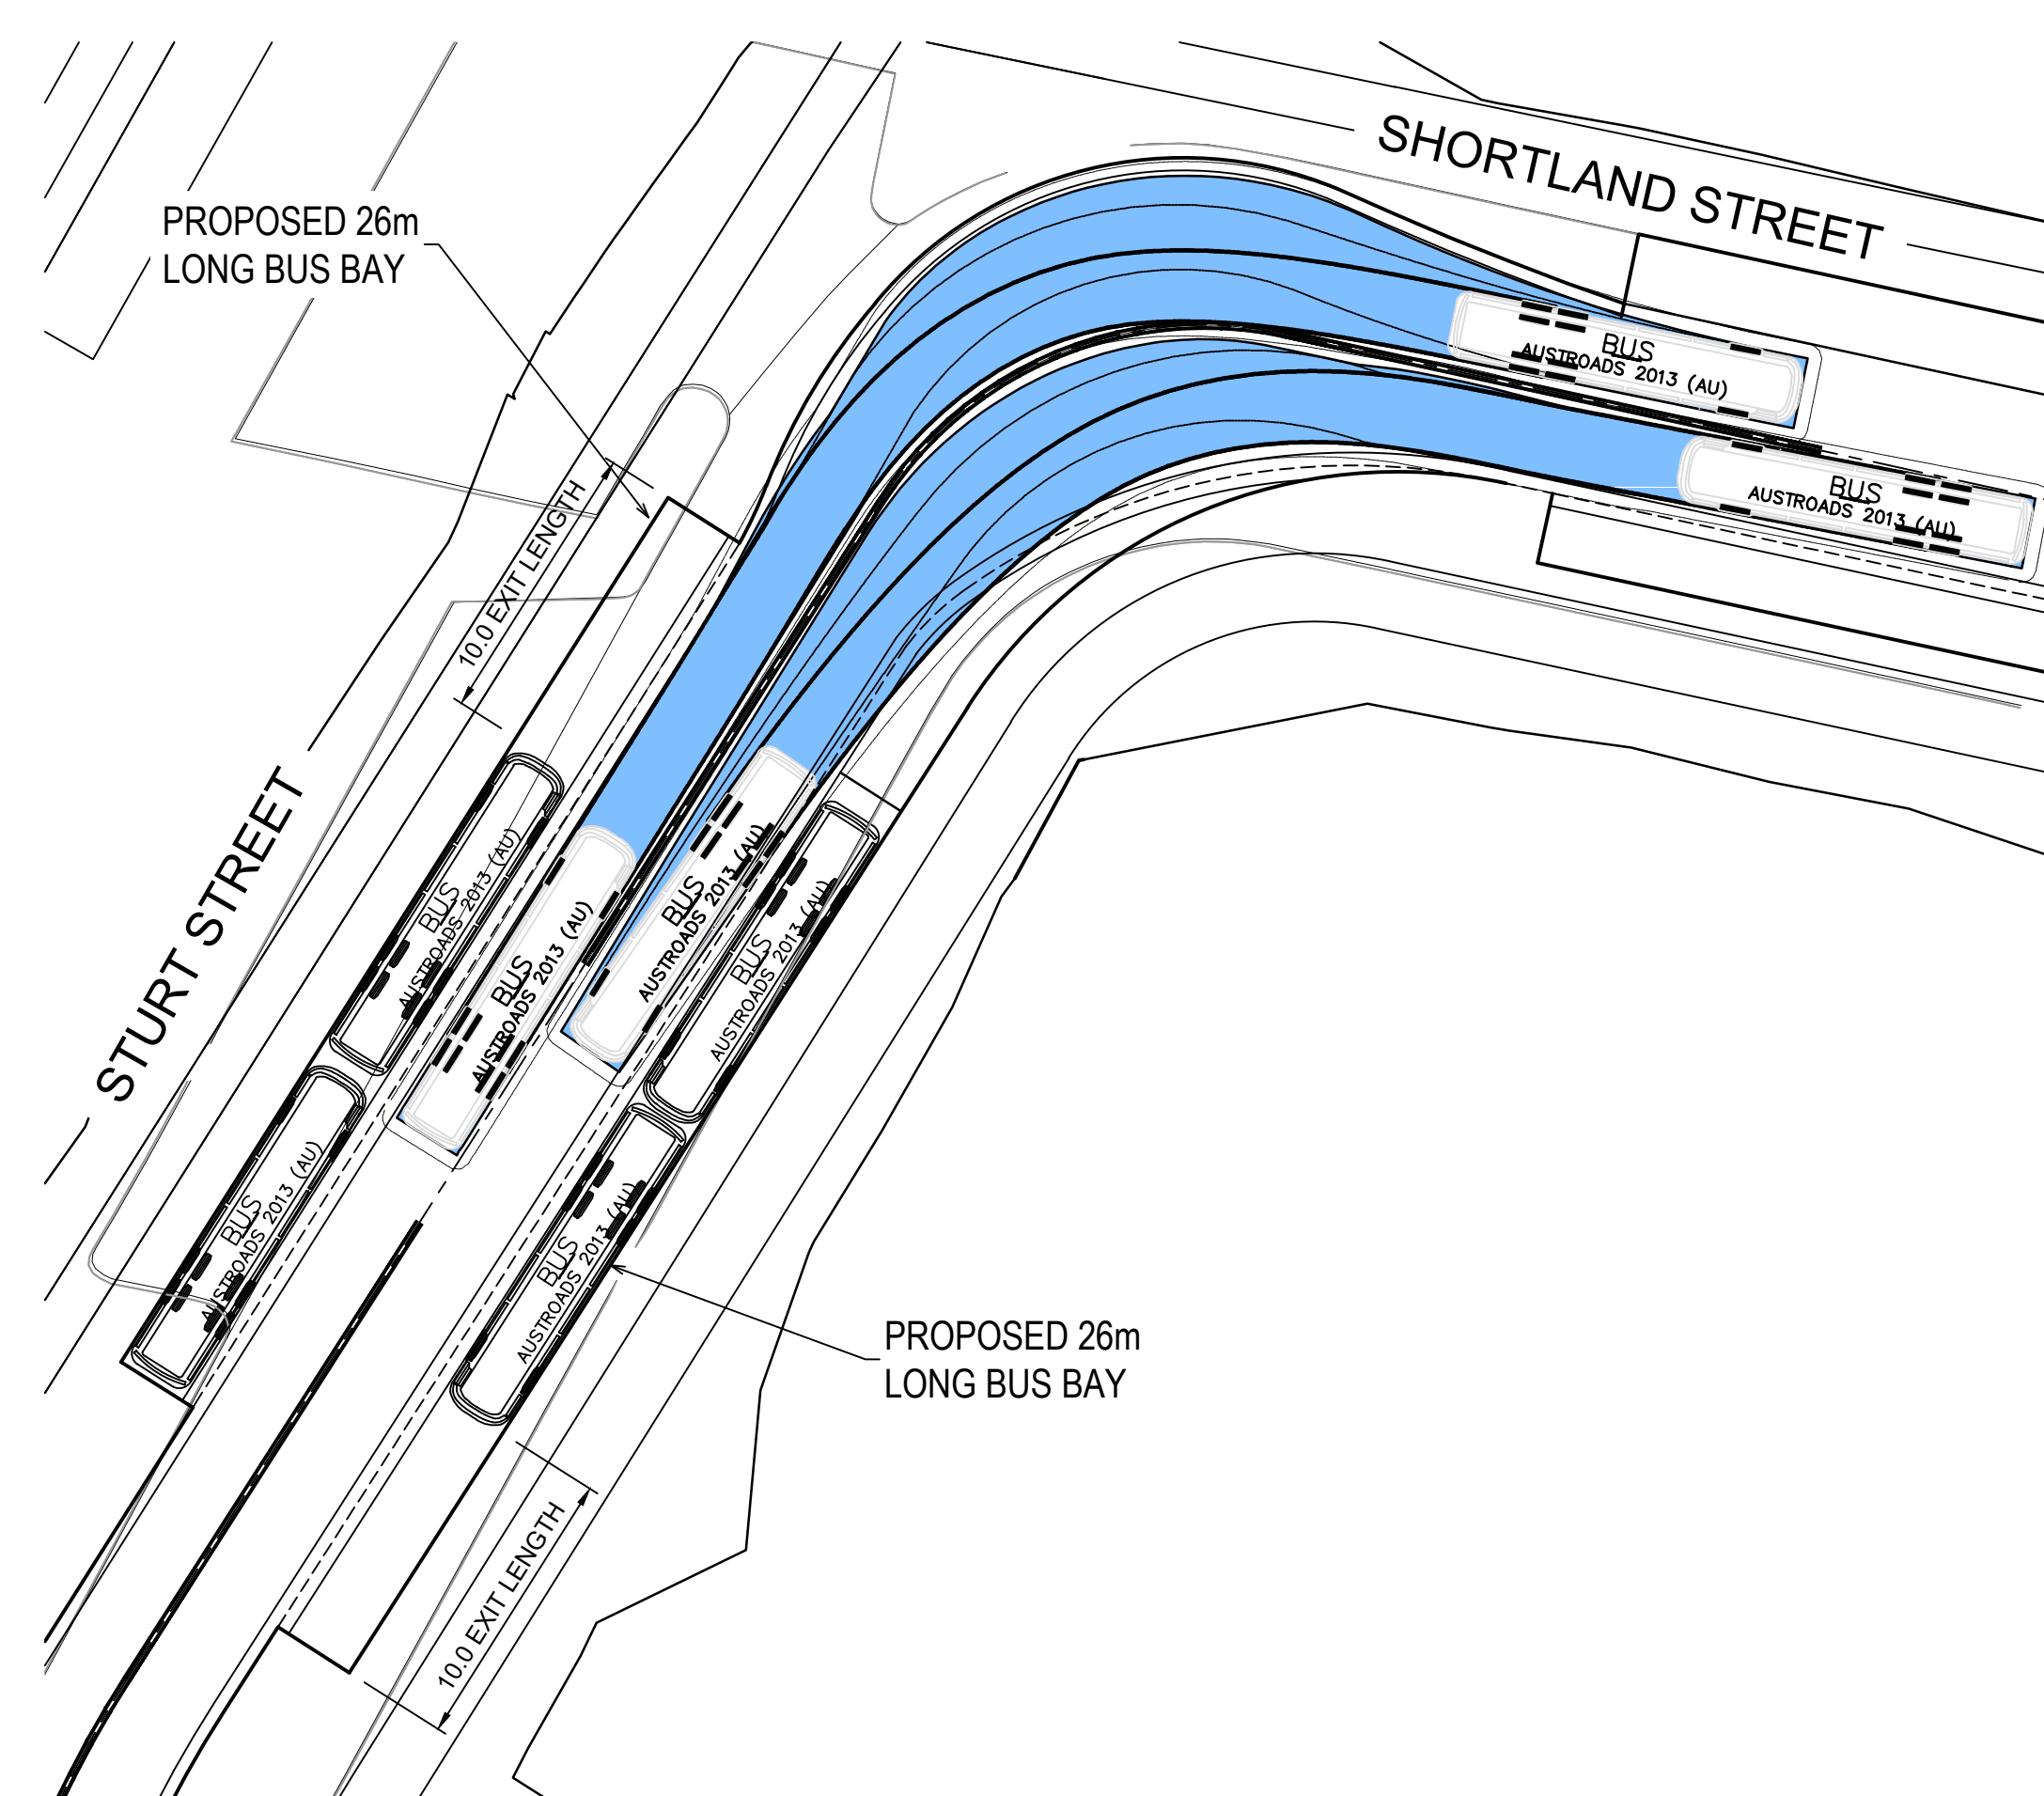 SHORTLAND STREET
PROPOSED 26m
LONG BUS BAY
BUS
AUSTROADS 2013 (AU)
BUS
AUSTROADS 2013 (AU)
10.0 EXIT LENGTH
STURT STREET
BUS
AUSTROADS 2013 (AU)
BUS
AUSTROADS 2013 (AU)
BUS
AUSTROADS 2013 (AU)
BUS
AUSTROADS 2013 (AU)
BUS
AUSTROADS 2013 (AU)
BUS
AUSTROADS 2013 (AU)
PROPOSED 26m
LONG BUS BAY
10.0 EXIT LENGTH